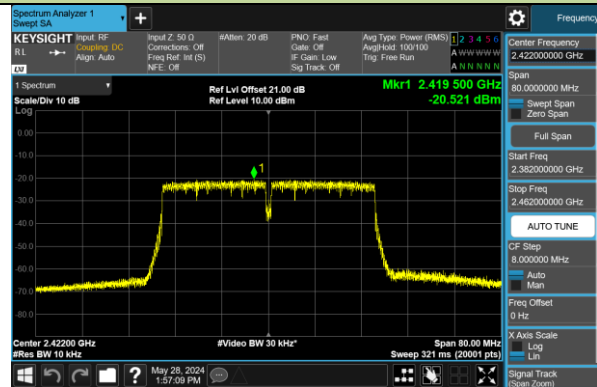 Spectrum Analyzer 1
Swept SA
+
Frequency
KEYSIGHT
RL
LXI
Input: RF
Coupling: DC
Align: Auto
Input Z: 50 Ω
Corrections: Off
Freq Ref: Int (S)
NFE: Off
#Atten: 20 dB
PNO: Fast
Gate: Off
IF Gain: Low
Sig Track: Off
Avg Type: Power (RMS)
Avg|Hold: 100/100
Trig: Free Run
1 2 3 4 5 6
A W W W W W
A N N N N N
1 Spectrum
Scale/Div 10 dB
Log
Ref Lvl Offset 21.00 dB
Ref Level 10.00 dBm
Mkr1 2.419 500 GHz
-20.521 dBm
1
0.00
-10.0
-20.0
-30.0
-40.0
-50.0
-60.0
-70.0
-80.0
Center 2.42200 GHz
#Res BW 10 kHz
#Video BW 30 kHz*
Span 80.00 MHz
Sweep 321 ms (20001 pts)
Center Frequency
2.422000000 GHz
Span
80.0000000 MHz
Swept Span
Zero Span
Full Span
Start Freq
2.382000000 GHz
Stop Freq
2.462000000 GHz
AUTO TUNE
CF Step
8.000000 MHz
Auto
Man
Freq Offset
0 Hz
X Axis Scale
Log
Lin
Signal Track
(Span Zoom)
?
May 28, 2024
1:57:09 PM